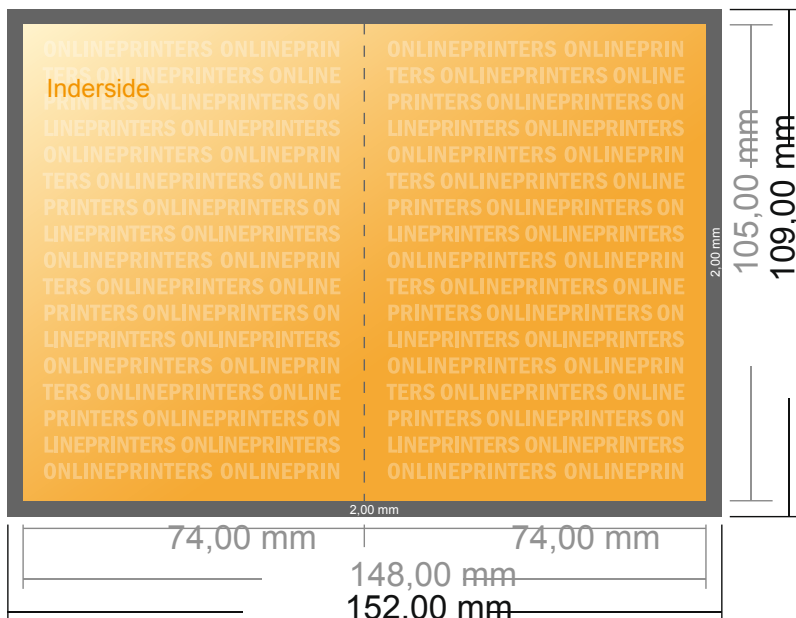 ONLINEPRINTERS ONLINEPRIN
TERS ONLINEPRINTERS ONLINE
PRINTERS ONLINEPRINTERS ON
LINEPRINTERS ONLINEPRINTERS
ONLINEPRINTERS ONLINEPRIN
TERS ONLINEPRINTERS ONLINE
PRINTERS ONLINEPRINTERS ON
LINEPRINTERS ONLINEPRINTERS
ONLINEPRINTERS ONLINEPRIN
TERS ONLINEPRINTERS ONLINE
PRINTERS ONLINEPRINTERS ON
LINEPRINTERS ONLINEPRINTERS
ONLINEPRINTERS ONLINEPRIN
TERS ONLINEPRINTERS ONLINE
PRINTERS ONLINEPRINTERS ON
LINEPRINTERS ONLINEPRINTERS
ONLINEPRINTERS ONLINEPRIN
Inderside
ONLINEPRINTERS ONLINEPRIN
TERS ONLINEPRINTERS ONLINE
PRINTERS ONLINEPRINTERS ON
LINEPRINTERS ONLINEPRINTERS
ONLINEPRINTERS ONLINEPRIN
TERS ONLINEPRINTERS ONLINE
PRINTERS ONLINEPRINTERS ON
LINEPRINTERS ONLINEPRINTERS
ONLINEPRINTERS ONLINEPRIN
TERS ONLINEPRINTERS ONLINE
PRINTERS ONLINEPRINTERS ON
LINEPRINTERS ONLINEPRINTERS
ONLINEPRINTERS ONLINEPRIN
TERS ONLINEPRINTERS ONLINE
PRINTERS ONLINEPRINTERS ON
LINEPRINTERS ONLINEPRINTERS
ONLINEPRINTERS ONLINEPRIN
2,00 mm
105,00 mm
109,00 mm
2,00 mm
74,00 mm
74,00 mm
148,00 mm
152,00 mm